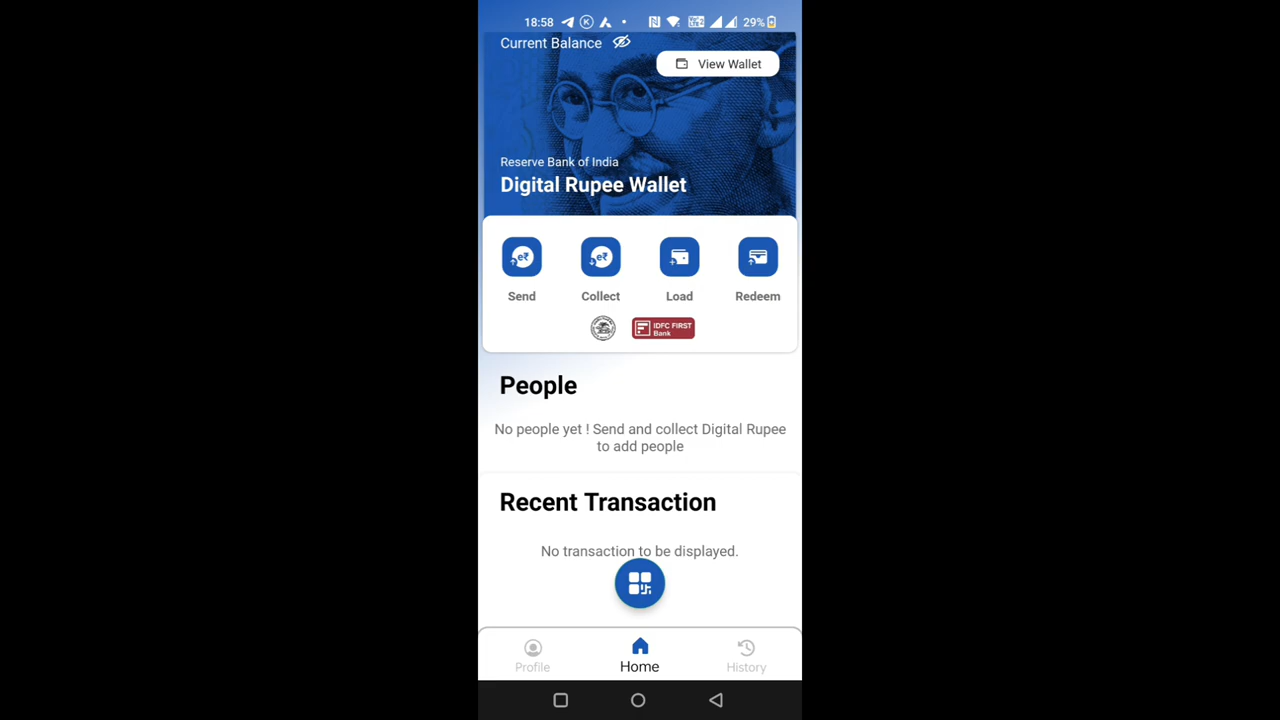 18:58
29%
Current Balance
View Wallet
Reserve Bank of India
Digital Rupee Wallet
e₹
e₹
Send
Collect
Load
Redeem
IDFC FIRST
Bank
People
No people yet ! Send and collect Digital Rupee
to add people
Recent Transaction
No transaction to be displayed.
Profile
Home
History